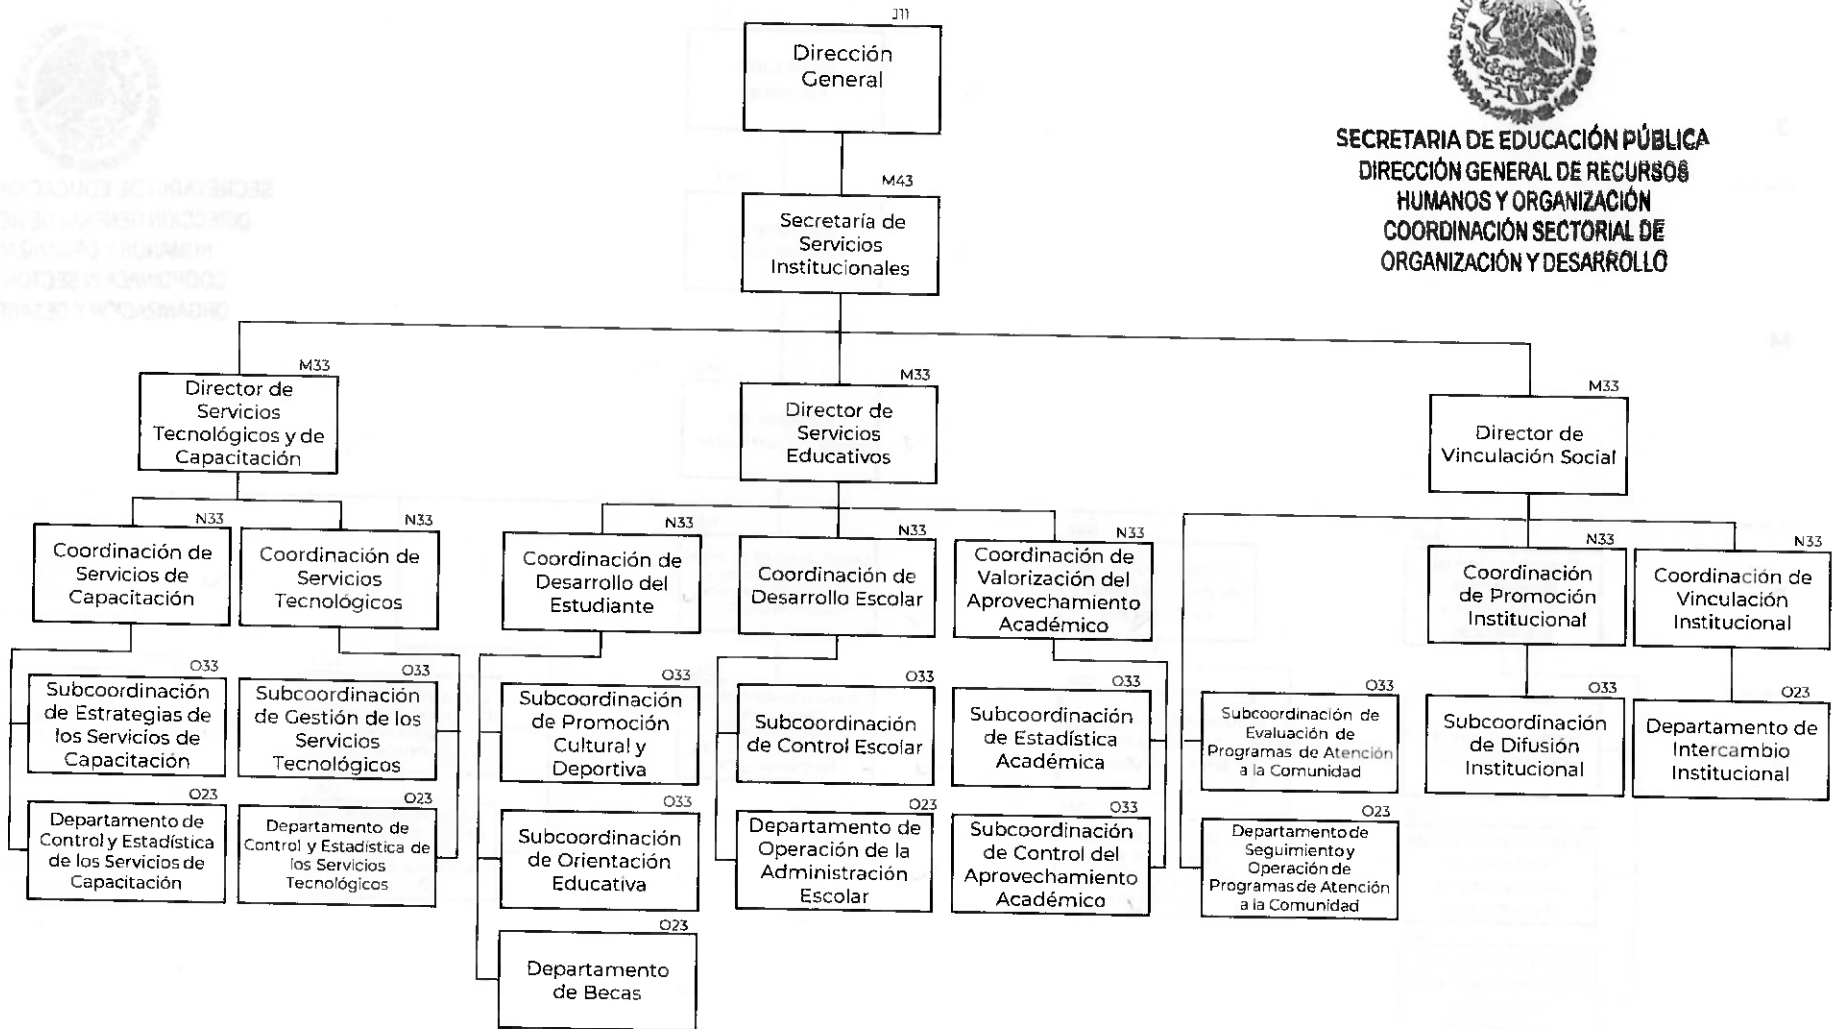 J11
Dirección
General
ESTAD
CANOS
SECRETARIA DE EDUCACIÓN PÚBLICA
DIRECCIÓN GENERAL DE RECURSOS
HUMANOS Y ORGANIZACIÓN
COORDINACIÓN SECTORIAL DE
ORGANIZACIÓN Y DESARROLLO
M43
Secretaría de
Servicios
Institucionales
M33
Director de
Servicios
Tecnológicos y de
Capacitación
M33
Director de
Servicios
Educativos
M33
Director de
Vinculación Social
N33
Coordinación de
Servicios de
Capacitación
N33
Coordinación de
Servicios
Tecnológicos
N33
Coordinación de
Desarrollo del
Estudiante
N33
Coordinación de
Desarrollo Escolar
N33
Coordinación de
Valorización del
Aprovechamiento
Académico
N33
Coordinación
de Promoción
Institucional
N33
Coordinación de
Vinculación
Institucional
O33
Subcoordinación
de Estrategias de
los Servicios de
Capacitación
O33
Subcoordinación
de Gestión de los
Servicios
Tecnológicos
O33
Subcoordinación
de Promoción
Cultural y
Deportiva
O33
Subcoordinación
de Control Escolar
O33
Subcoordinación
de Estadística
Académica
O33
Subcoordinación de
Evaluación de
Programas de Atención
a la Comunidad
O33
Subcoordinación
de Difusión
Institucional
O23
Departamento de
Intercambio
Institucional
O23
Departamento de
Control y Estadística
de los Servicios de
Capacitación
O23
Departamento de
Control y Estadística de
los Servicios
Tecnológicos
O33
Subcoordinación
de Orientación
Educativa
O23
Departamento de
Operación de la
Administración
Escolar
O33
Subcoordinación
de Control del
Aprovechamiento
Académico
O23
Departamento de
Seguimiento y
Operación de
Programas de Atención
a la Comunidad
O23
Departamento
de Becas